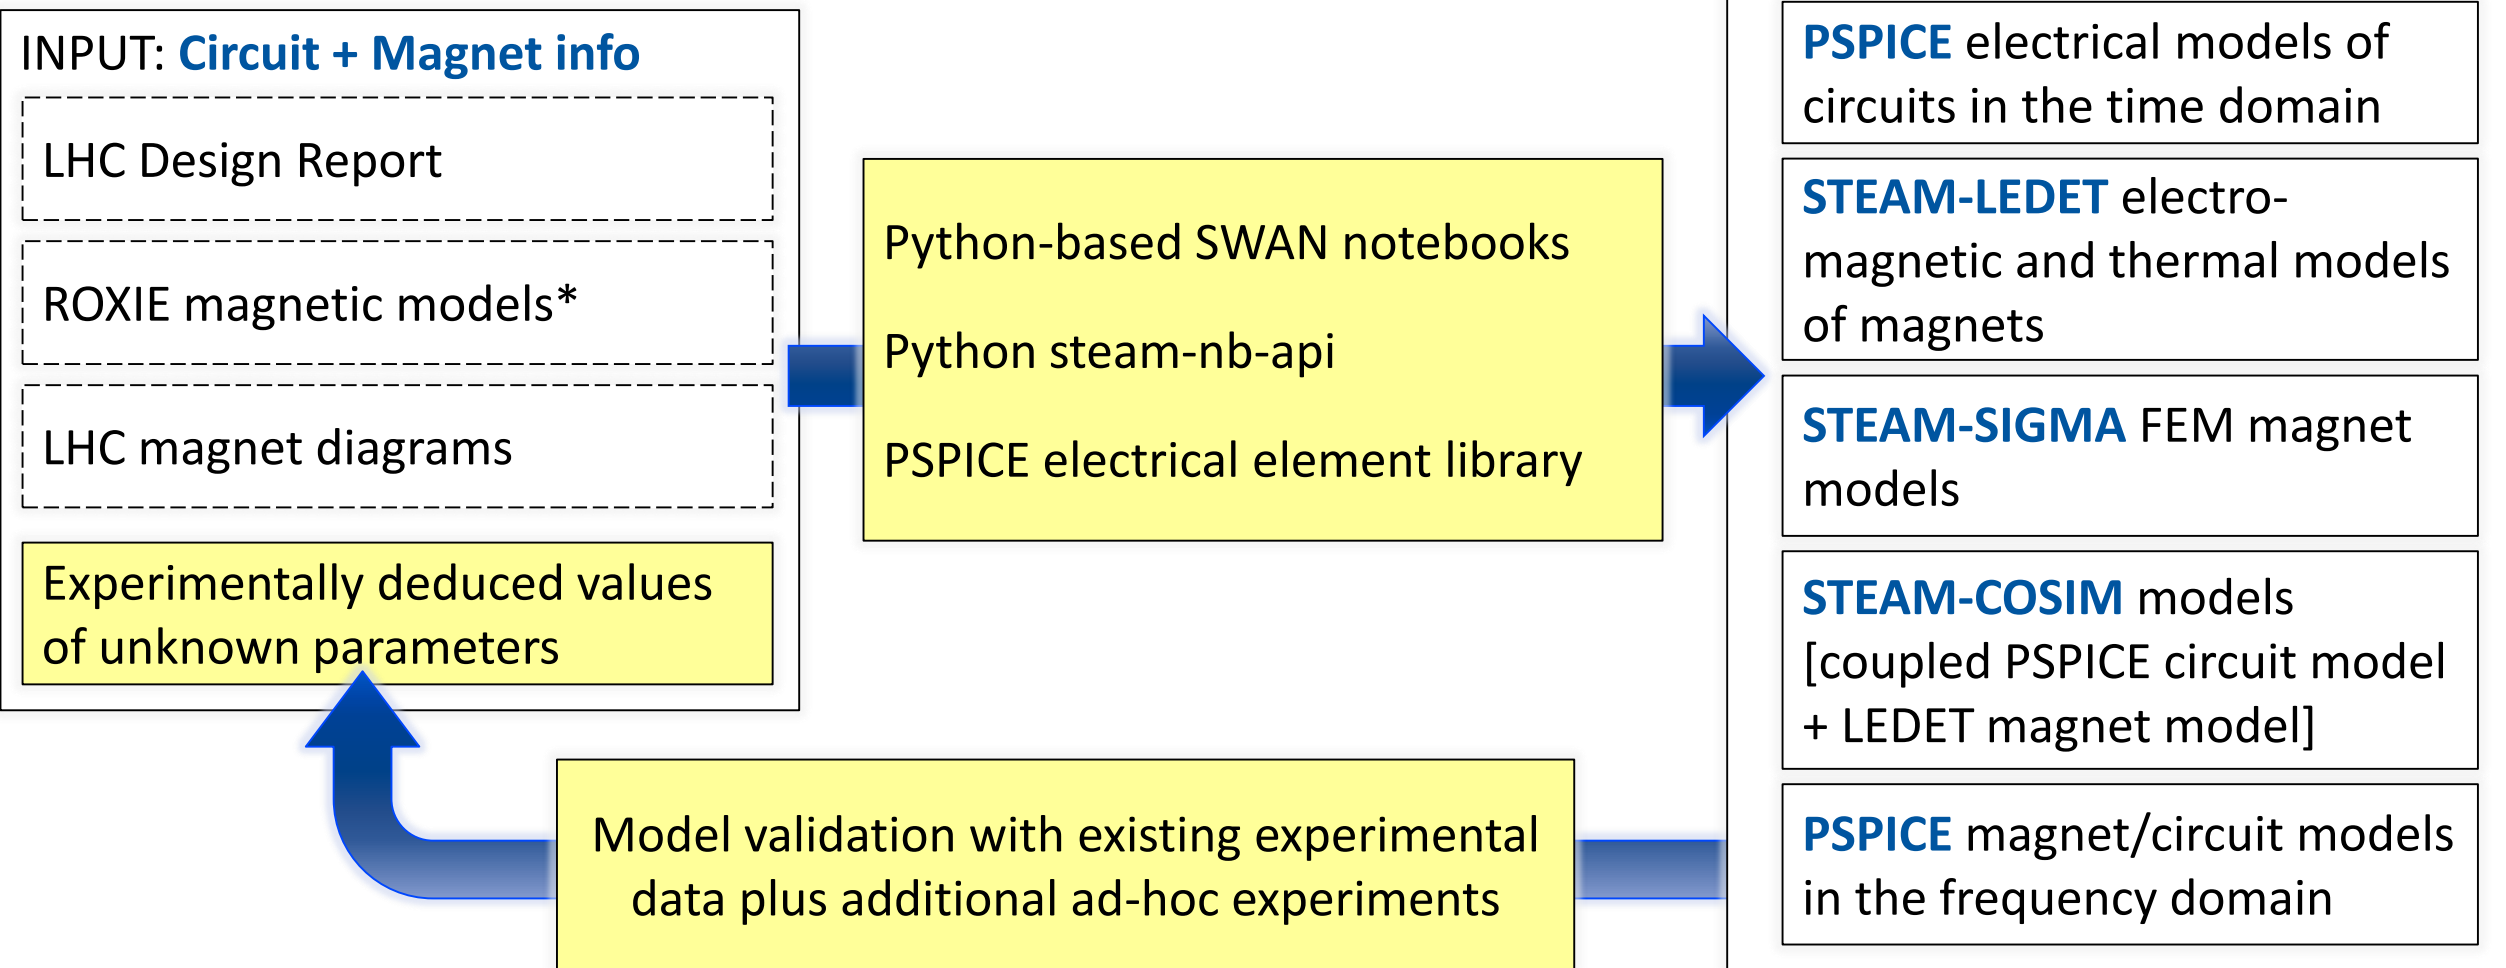 INPUT: Circuit + Magnet info
LHC Design Report
ROXIE magnetic models*
LHC magnet diagrams
Experimentally deduced values
of unknown parameters
Python-based SWAN notebooks
Python steam-nb-api
PSPICE electrical element library
Model validation with existing experimental
data plus additional ad-hoc experiments
PSPICE electrical models of
circuits in the time domain
STEAM-LEDET electro-
magnetic and thermal models
of magnets
STEAM-SIGMA FEM magnet
models
STEAM-COSIM models
[coupled PSPICE circuit model
+ LEDET magnet model]
PSPICE magnet/circuit models
in the frequency domain